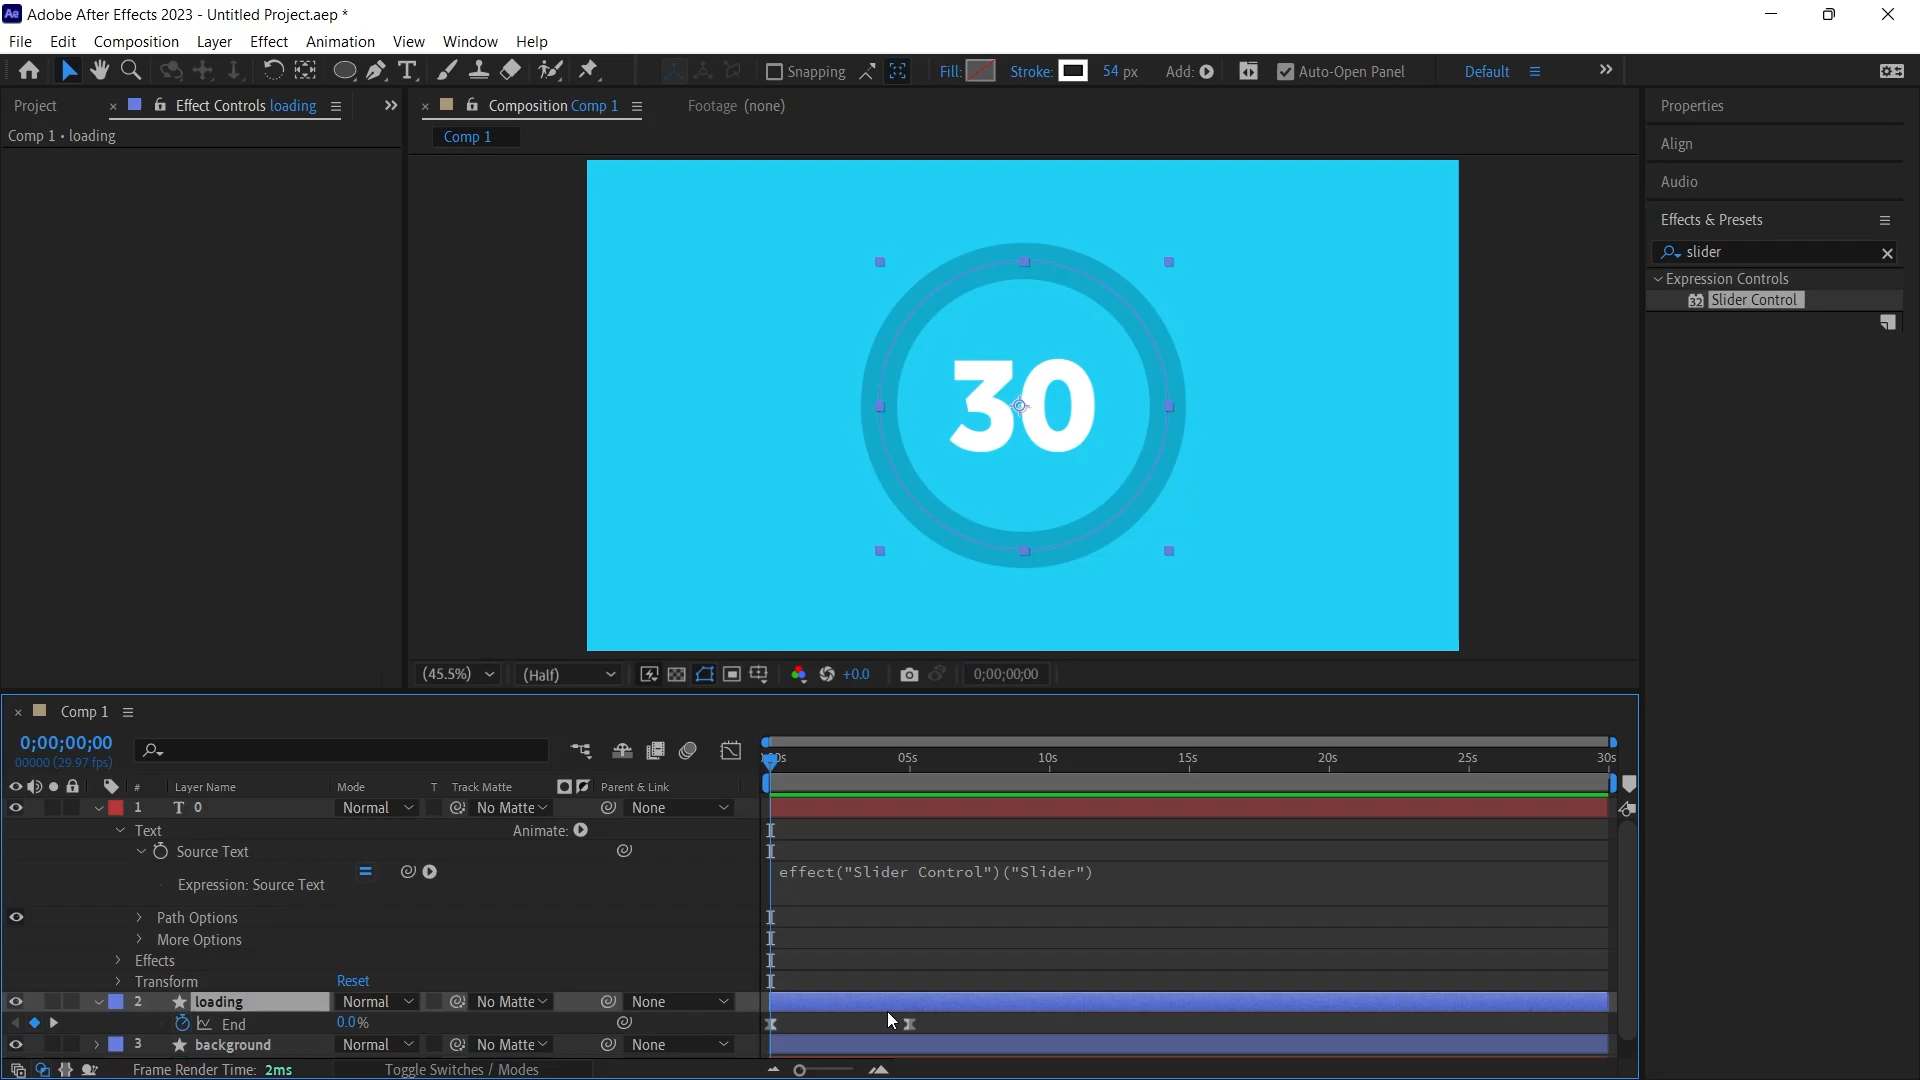 Ae Adobe After Effects 2023 - Untitled Project.aep *
File Edit Composition Layer Effect Animation View Window Help
Snapping Fill: Stroke: 54 px Add: Auto-Open Panel Default
Project × Effect Controls loading × Composition Comp 1 Footage (none) Properties
Comp 1 • loading
Comp 1
Align
Audio
Effects & Presets
slider
Expression Controls
32 Slider Control
30
(45.5%) (Half) +0.0 0;00;00;00
× Comp 1
0;00;00;00
00000 (29.97 fps)
05s 10s 15s 20s 25s 30s
# Layer Name Mode T Track Matte Parent & Link
1 T 0 Normal No Matte None
Text Animate:
Source Text
Expression: Source Text
effect("Slider Control")("Slider")
Path Options
More Options
Effects
Transform Reset
2 loading Normal No Matte None
End 0.0%
3 background Normal No Matte None
Frame Render Time: 2ms Toggle Switches / Modes